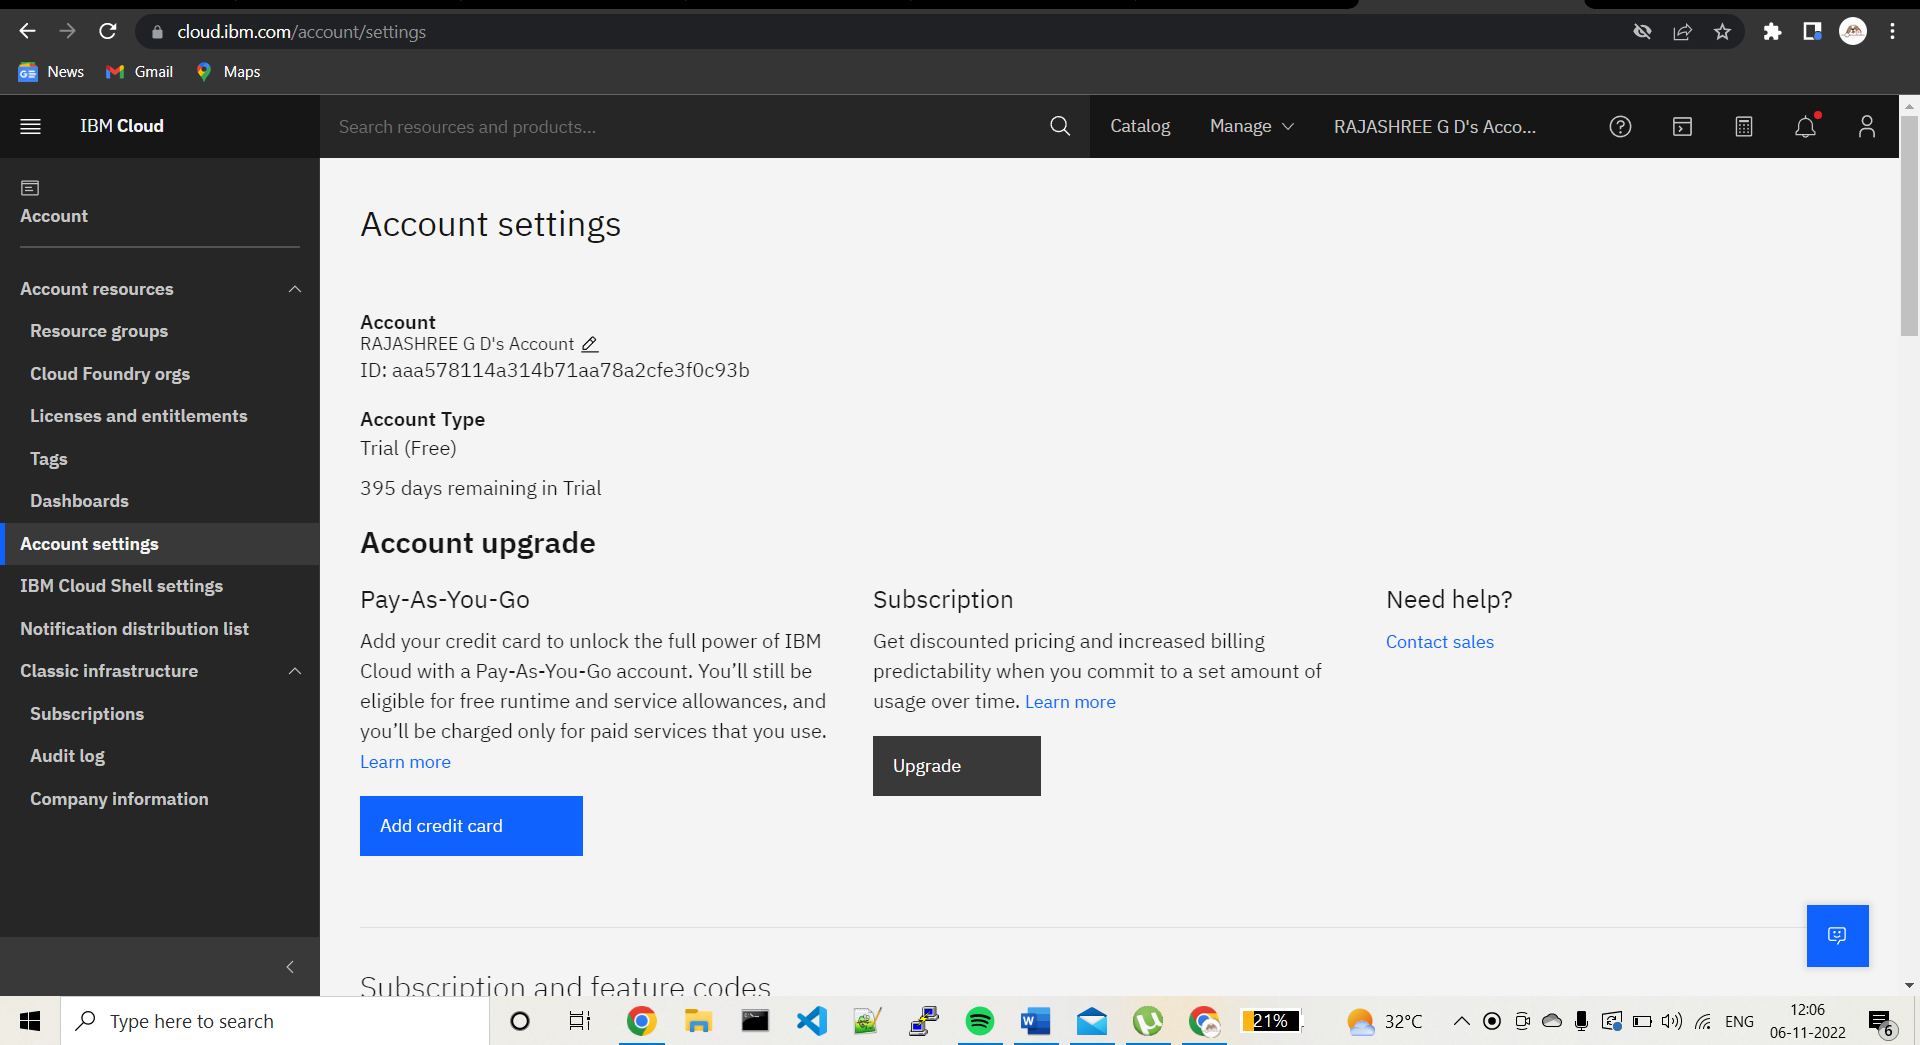 cloud.ibm.com/account/settings
News
Gmail
Maps
IBM Cloud
Search resources and products...
Catalog
Manage
RAJASHREE G D's Acco...
Account
Account resources
Resource groups
Cloud Foundry orgs
Licenses and entitlements
Tags
Dashboards
Account settings
IBM Cloud Shell settings
Notification distribution list
Classic infrastructure
Subscriptions
Audit log
Company information
Account settings
Account
RAJASHREE G D's Account
ID: aaa578114a314b71aa78a2cfe3f0c93b
Account Type
Trial (Free)
395 days remaining in Trial
Account upgrade
Pay-As-You-Go
Add your credit card to unlock the full power of IBM
Cloud with a Pay-As-You-Go account. You’ll still be
eligible for free runtime and service allowances, and
you’ll be charged only for paid services that you use.
Learn more
Add credit card
Subscription
Get discounted pricing and increased billing
predictability when you commit to a set amount of
usage over time. Learn more
Upgrade
Need help?
Contact sales
Subscription and feature codes
Type here to search
21%
32°C
ENG
12:06
06-11-2022
6